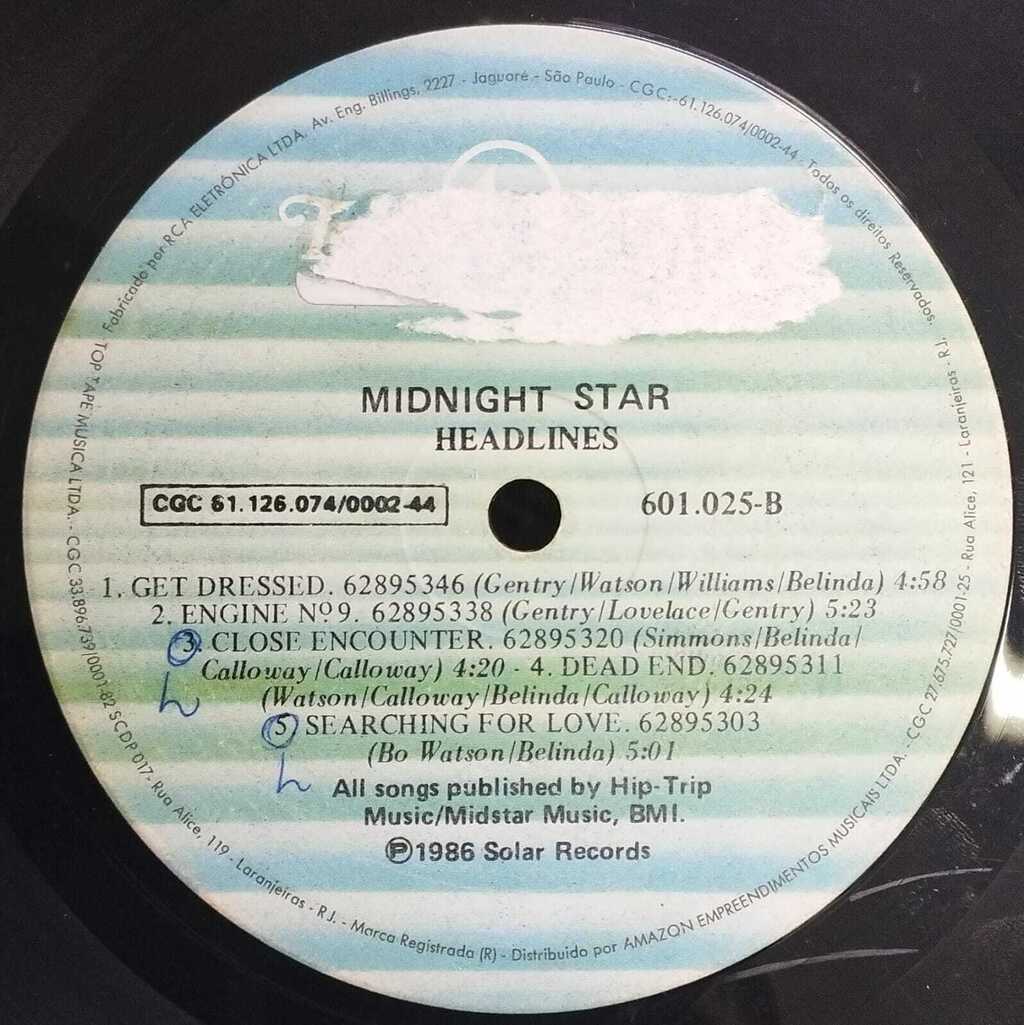 Fabricado por RCA ELETRÔNICA LTDA. Av. Eng. Billings, 2227 - Jaguaré - São Paulo - CGC:-61.126.074/0002-44 - Todos os direitos Reservados.
MIDNIGHT STAR
HEADLINES
CGC 61.126.074/0002-44
601.025-B
1. GET DRESSED. 62895346 (Gentry/Watson/Williams/Belinda) 4:58
2. ENGINE Nº 9. 62895338 (Gentry/Lovelace/Gentry) 5:23
3. CLOSE ENCOUNTER. 62895320 (Simmons/Belinda/
Calloway/Calloway) 4:20 - 4. DEAD END. 62895311
(Watson/Calloway/Belinda/Calloway) 4:24
5 SEARCHING FOR LOVE. 62895303
(Bo Watson/Belinda) 5:01
All songs published by Hip-Trip
Music/Midstar Music, BMI.
Ⓟ1986 Solar Records
TOP TAPE MUSICA LTDA. - CGC 33.896.739/0001-82 SCDP 017- Rua Alice, 119 - Laranjeiras - RJ. - Marca Registrada (R) - Distribuido por AMAZON EMPREENDIMENTOS MUSICAIS LTDA. - CGC 27.675.727/0001-25 - Rua Alice, 121 - Laranjeiras - RJ.